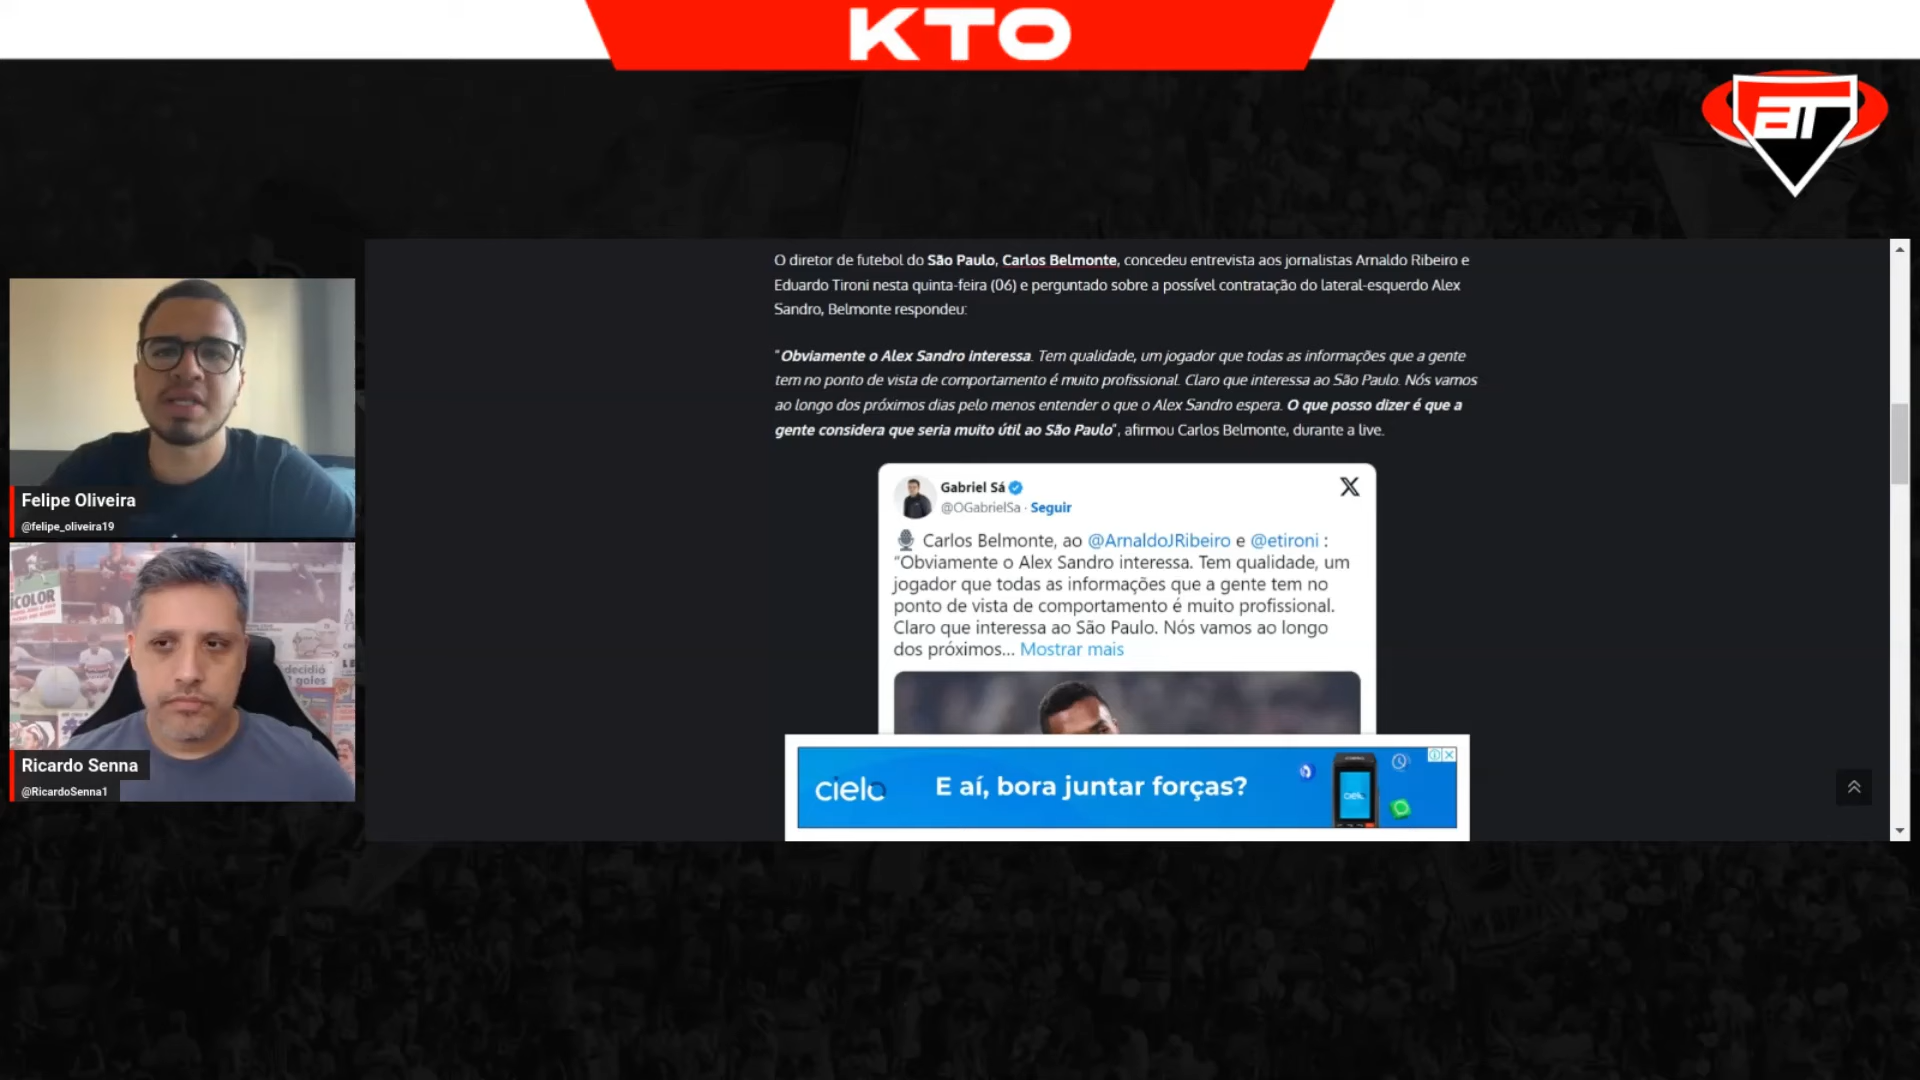 KTO
AT
O diretor de futebol do São Paulo, Carlos Belmonte, concedeu entrevista aos jornalistas Arnaldo Ribeiro e
Eduardo Tironi nesta quinta-feira (06) e perguntado sobre a possível contratação do lateral-esquerdo Alex
Sandro, Belmonte respondeu:
"Obviamente o Alex Sandro interessa. Tem qualidade, um jogador que todas as informações que a gente
tem no ponto de vista de comportamento é muito profissional. Claro que interessa ao São Paulo. Nós vamos
ao longo dos próximos dias pelo menos entender o que o Alex Sandro espera. O que posso dizer é que a
gente considera que seria muito útil ao São Paulo", afirmou Carlos Belmonte, durante a live.
Gabriel Sá
@OGabrielSa · Seguir
Carlos Belmonte, ao @ArnaldoJRibeiro e @etironi :
"Obviamente o Alex Sandro interessa. Tem qualidade, um
jogador que todas as informações que a gente tem no
ponto de vista de comportamento é muito profissional.
Claro que interessa ao São Paulo. Nós vamos ao longo
dos próximos... Mostrar mais
cielo
E aí, bora juntar forças?
cielo
Felipe Oliveira
@felipe_oliveira19
ICOLOR
decidió
2 goles
Ricardo Senna
@RicardoSenna1